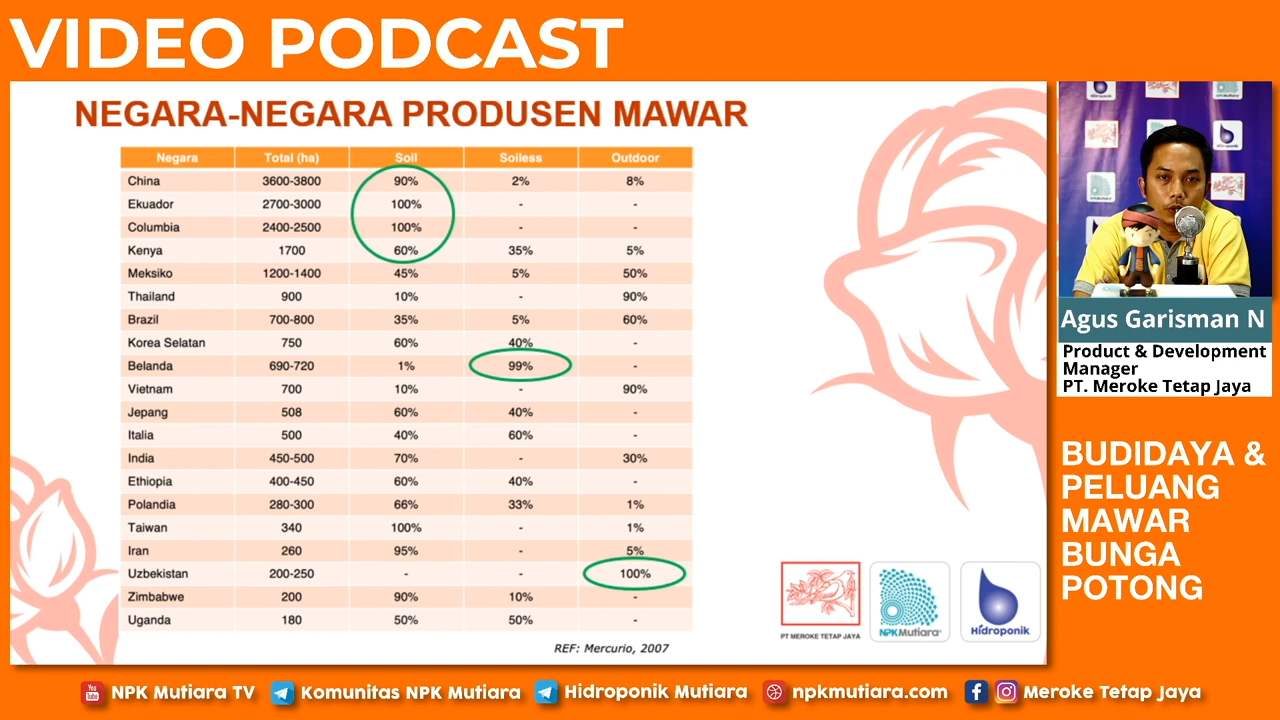 VIDEO PODCAST
NEGARA-NEGARA PRODUSEN MAWAR
Negara Total (ha) Soil Soiless Outdoor
China 3600-3800 90% 2% 8%
Ekuador 2700-3000 100% - -
Columbia 2400-2500 100% - -
Kenya 1700 60% 35% 5%
Meksiko 1200-1400 45% 5% 50%
Thailand 900 10% - 90%
Brazil 700-800 35% 5% 60%
Korea Selatan 750 60% 40% -
Belanda 690-720 1% 99% -
Vietnam 700 10% - 90%
Jepang 508 60% 40% -
Italia 500 40% 60% -
India 450-500 70% - 30%
Ethiopia 400-450 60% 40% -
Polandia 280-300 66% 33% 1%
Taiwan 340 100% - 1%
Iran 260 95% - 5%
Uzbekistan 200-250 - - 100%
Zimbabwe 200 90% 10% -
Uganda 180 50% 50% -
REF: Mercurio, 2007
PT MEROKE TETAP JAYA
NPKMutiara
Hidroponik
Agus Garisman N
Product & Development
Manager
PT. Meroke Tetap Jaya
BUDIDAYA &
PELUANG
MAWAR
BUNGA
POTONG
You Tube NPK Mutiara TV Komunitas NPK Mutiara Hidroponik Mutiara npkmutiara.com Meroke Tetap Jaya